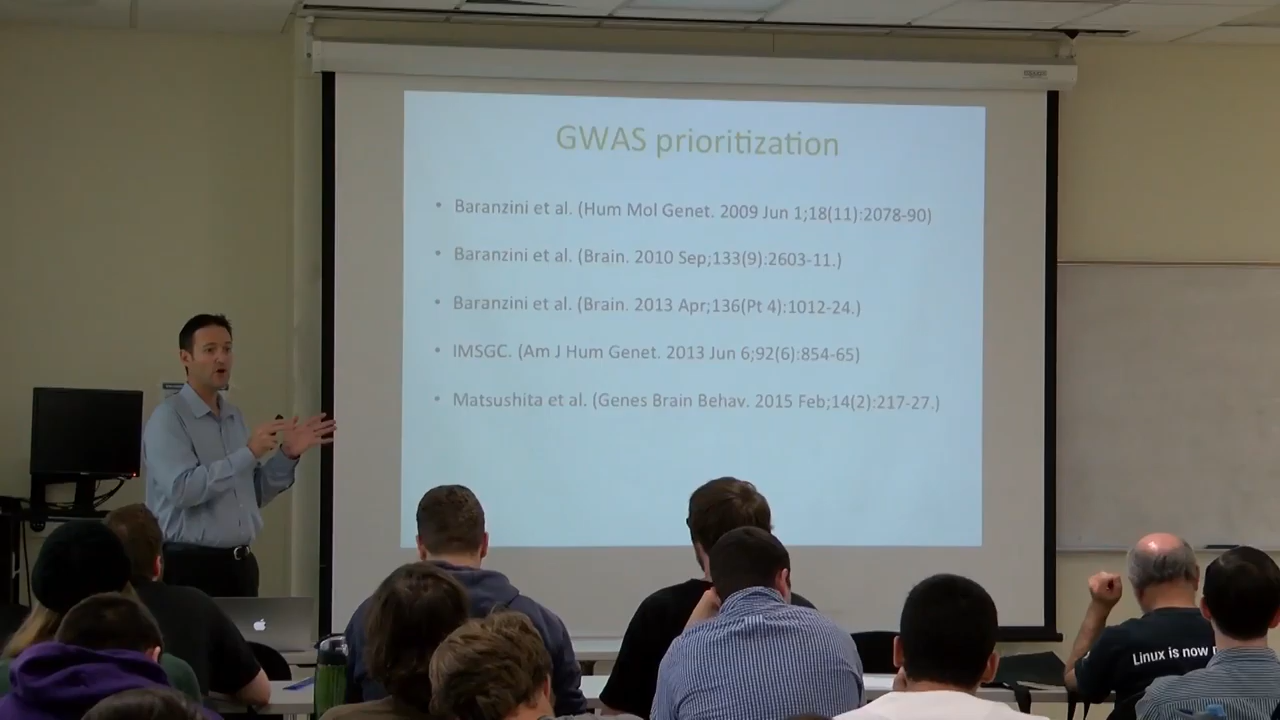 GWAS prioritization
• Baranzini et al. (Hum Mol Genet. 2009 Jun 1;18(11):2078-90)
• Baranzini et al. (Brain. 2010 Sep;133(9):2603-11.)
• Baranzini et al. (Brain. 2013 Apr;136(Pt 4):1012-24.)
• IMSGC. (Am J Hum Genet. 2013 Jun 6;92(6):854-65)
• Matsushita et al. (Genes Brain Behav. 2015 Feb;14(2):217-27.)
Linux is now